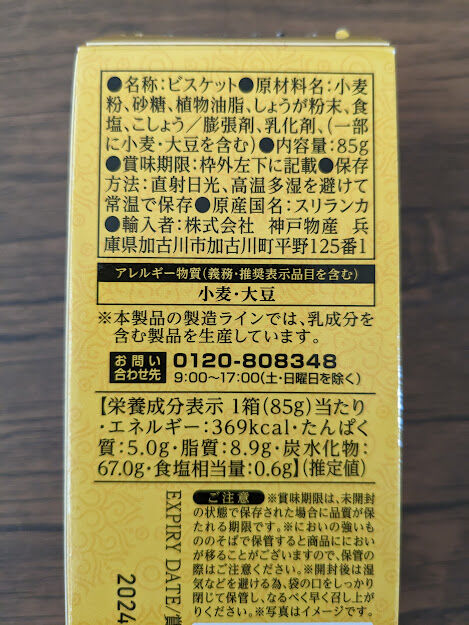 ●名称:ビスケット●原材料名:小麦
粉、砂糖、植物油脂、しょうが粉末、食
塩、こしょう／膨張剤、乳化剤、(一部
に小麦・大豆を含む)●内容量:85g
●賞味期限:枠外左下に記載●保存
方法:直射日光、高温多湿を避けて
常温で保存●原産国名:スリランカ
●輸入者:株式会社 神戸物産 兵
庫県加古川市加古川町平野125番1
アレルギー物質(義務・推奨表示品目を含む)
小麦・大豆
※本製品の製造ラインでは、乳成分を
含む製品を生産しています。
お問い
合わせ先
0120-808348
9:00~17:00(土・日曜日を除く)
【栄養成分表示 1箱(85g)当たり
・エネルギー:369kcal・たんぱく
質:5.0g・脂質:8.9g・炭水化物:
67.0g・食塩相当量:0.6g】(推定値)
ご注意 ※賞味期限は、未開封
の状態で保存された場合に品質が保
たれる期限です。※においの強いも
ののそばで保管すると商品ににおい
が移ることがございますので、保管の
際はご注意ください。※開封後は湿
気などを避ける為、袋の口をしっかり
閉じて保管し、なるべく早く召し上が
りください。※写真はイメージです。
EXPIRY DATE/賞
2024